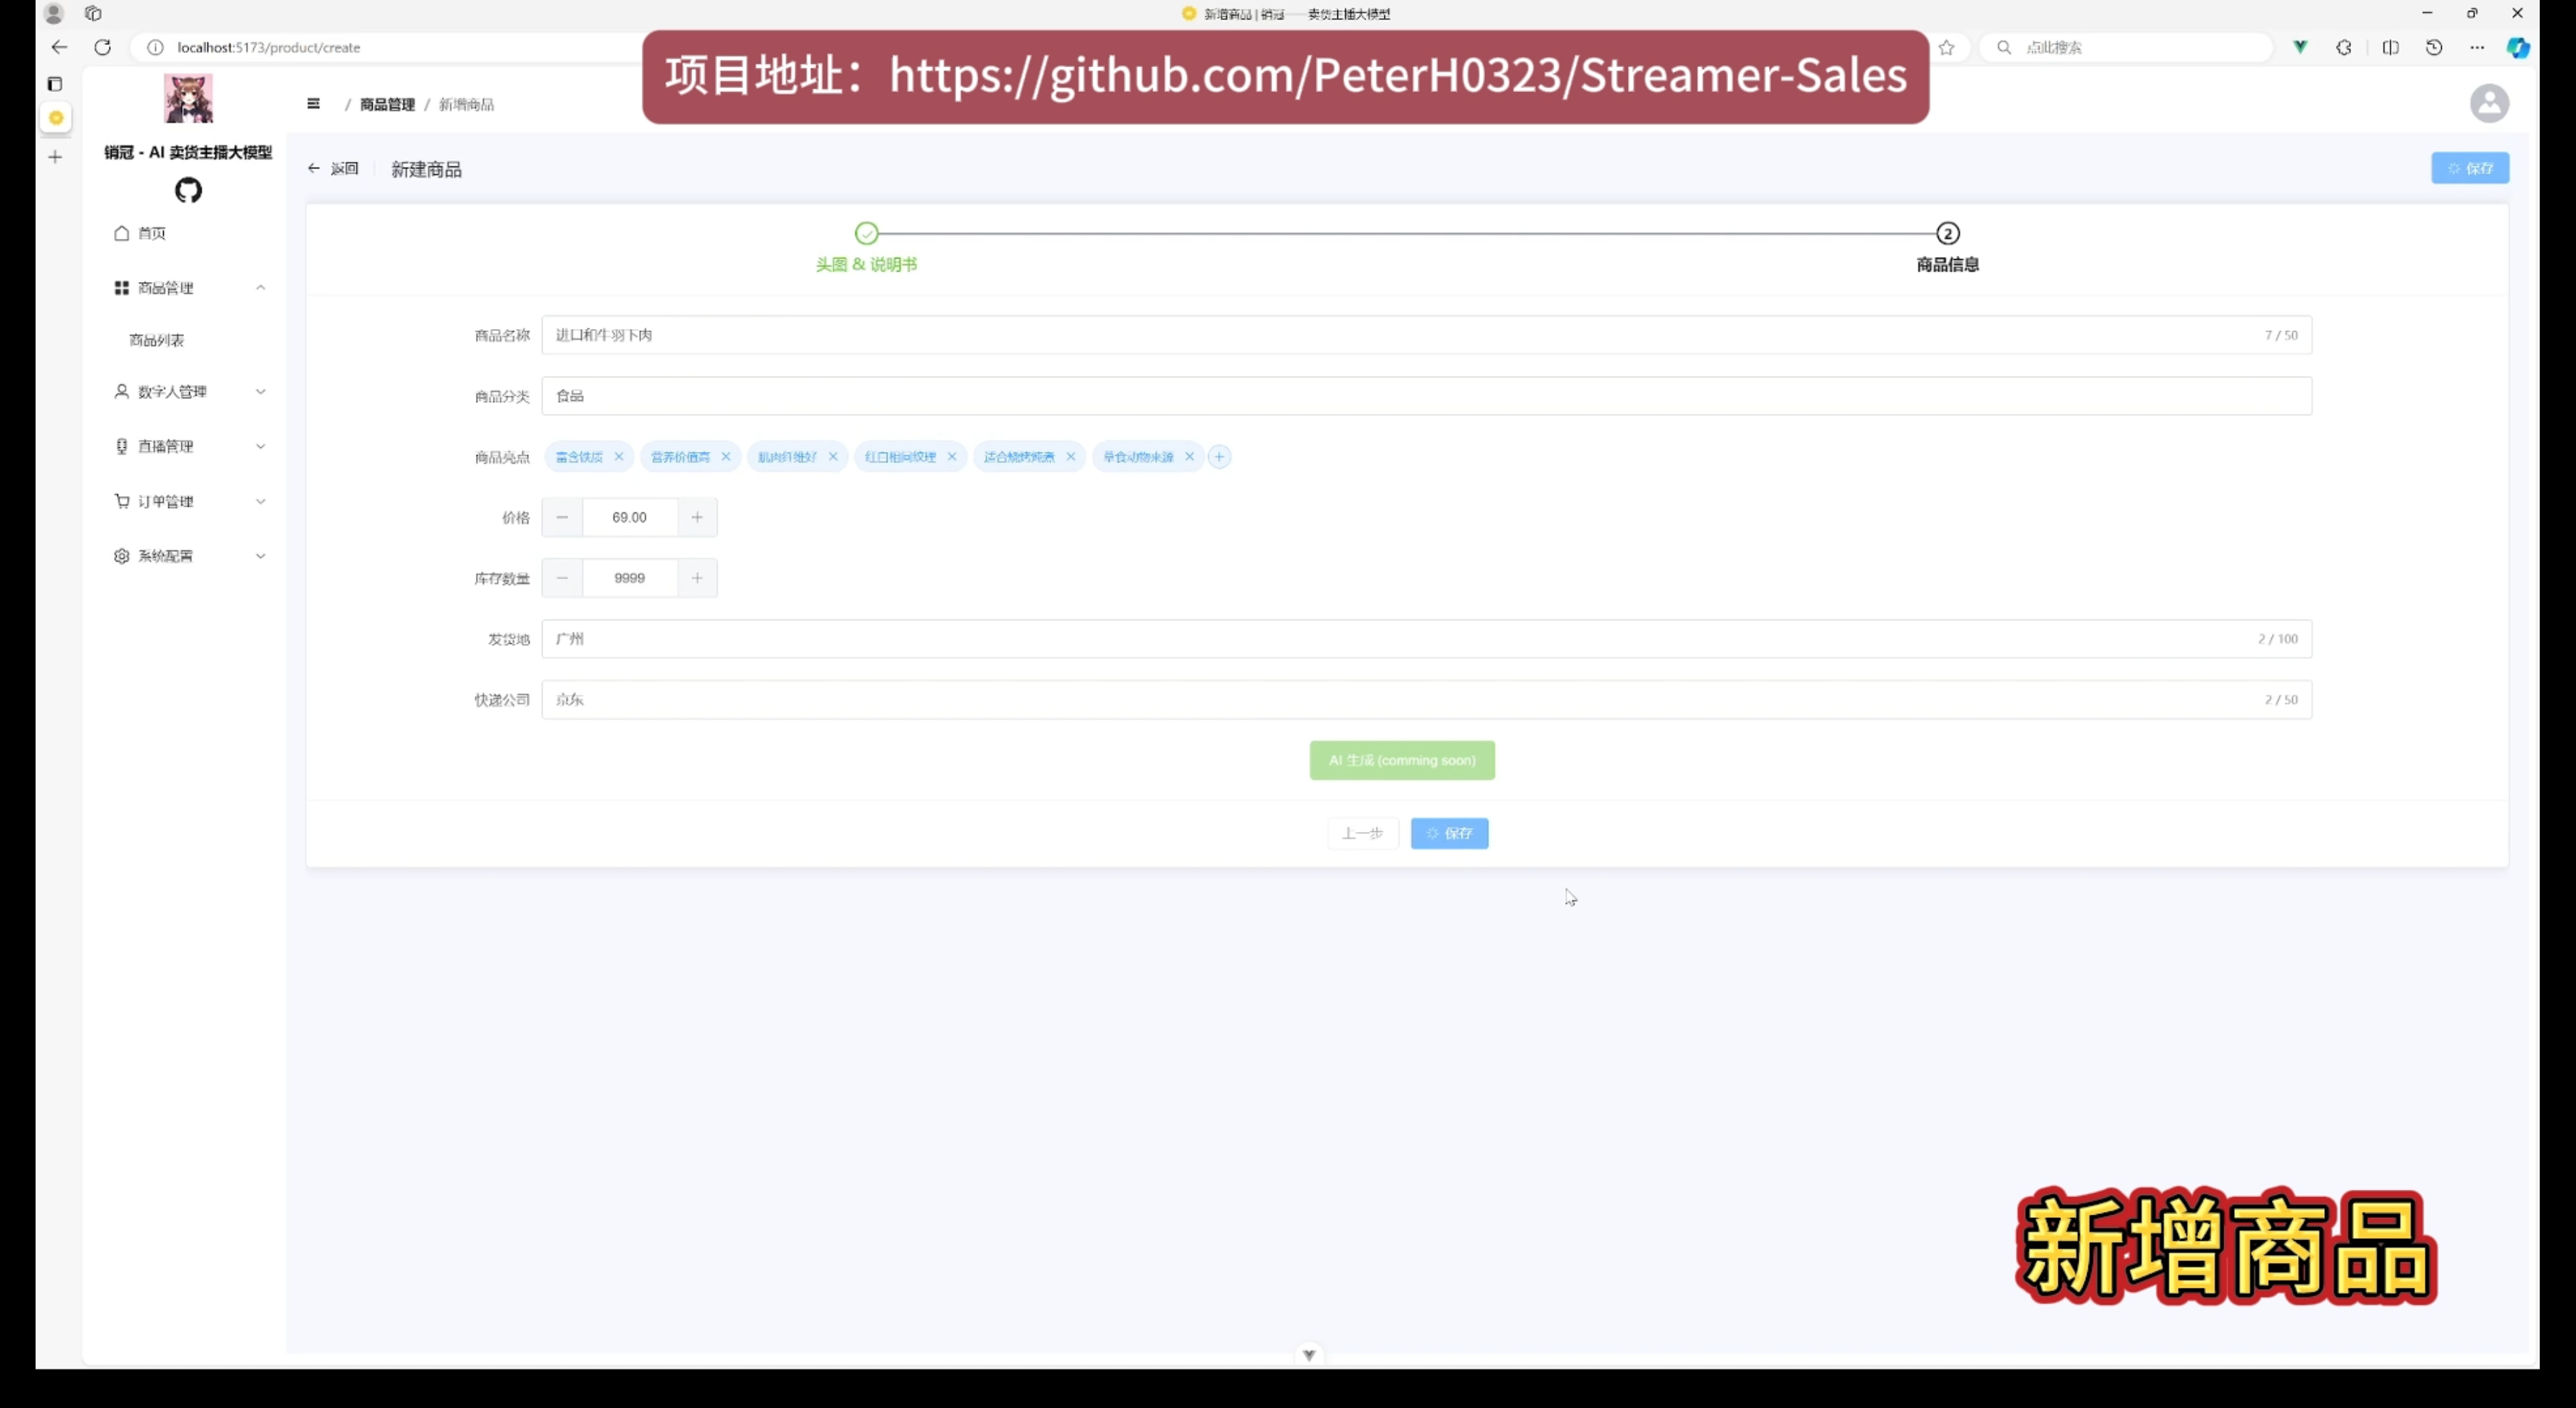 新增商品 | 销冠 —— 卖货主播大模型
localhost:5173/product/create
点此搜索
项目地址：https://github.com/PeterH0323/Streamer-Sales
/ 商品管理 / 新增商品
销冠 - AI 卖货主播大模型
返回 新建商品
保存
首页
商品管理
商品列表
数字人管理
直播管理
订单管理
系统配置
2
头图 & 说明书
商品信息
商品名称 进口和牛羽下肉 7 / 50
商品分类 食品
商品亮点 富含铁质 营养价值高 肌肉纤维好 红白相间纹理 适合烧烤炖煮 草食动物来源
价格 69.00
库存数量 9999
发货地 广州 2 / 100
快递公司 京东 2 / 50
AI 生成 (comming soon)
上一步 保存
新增商品